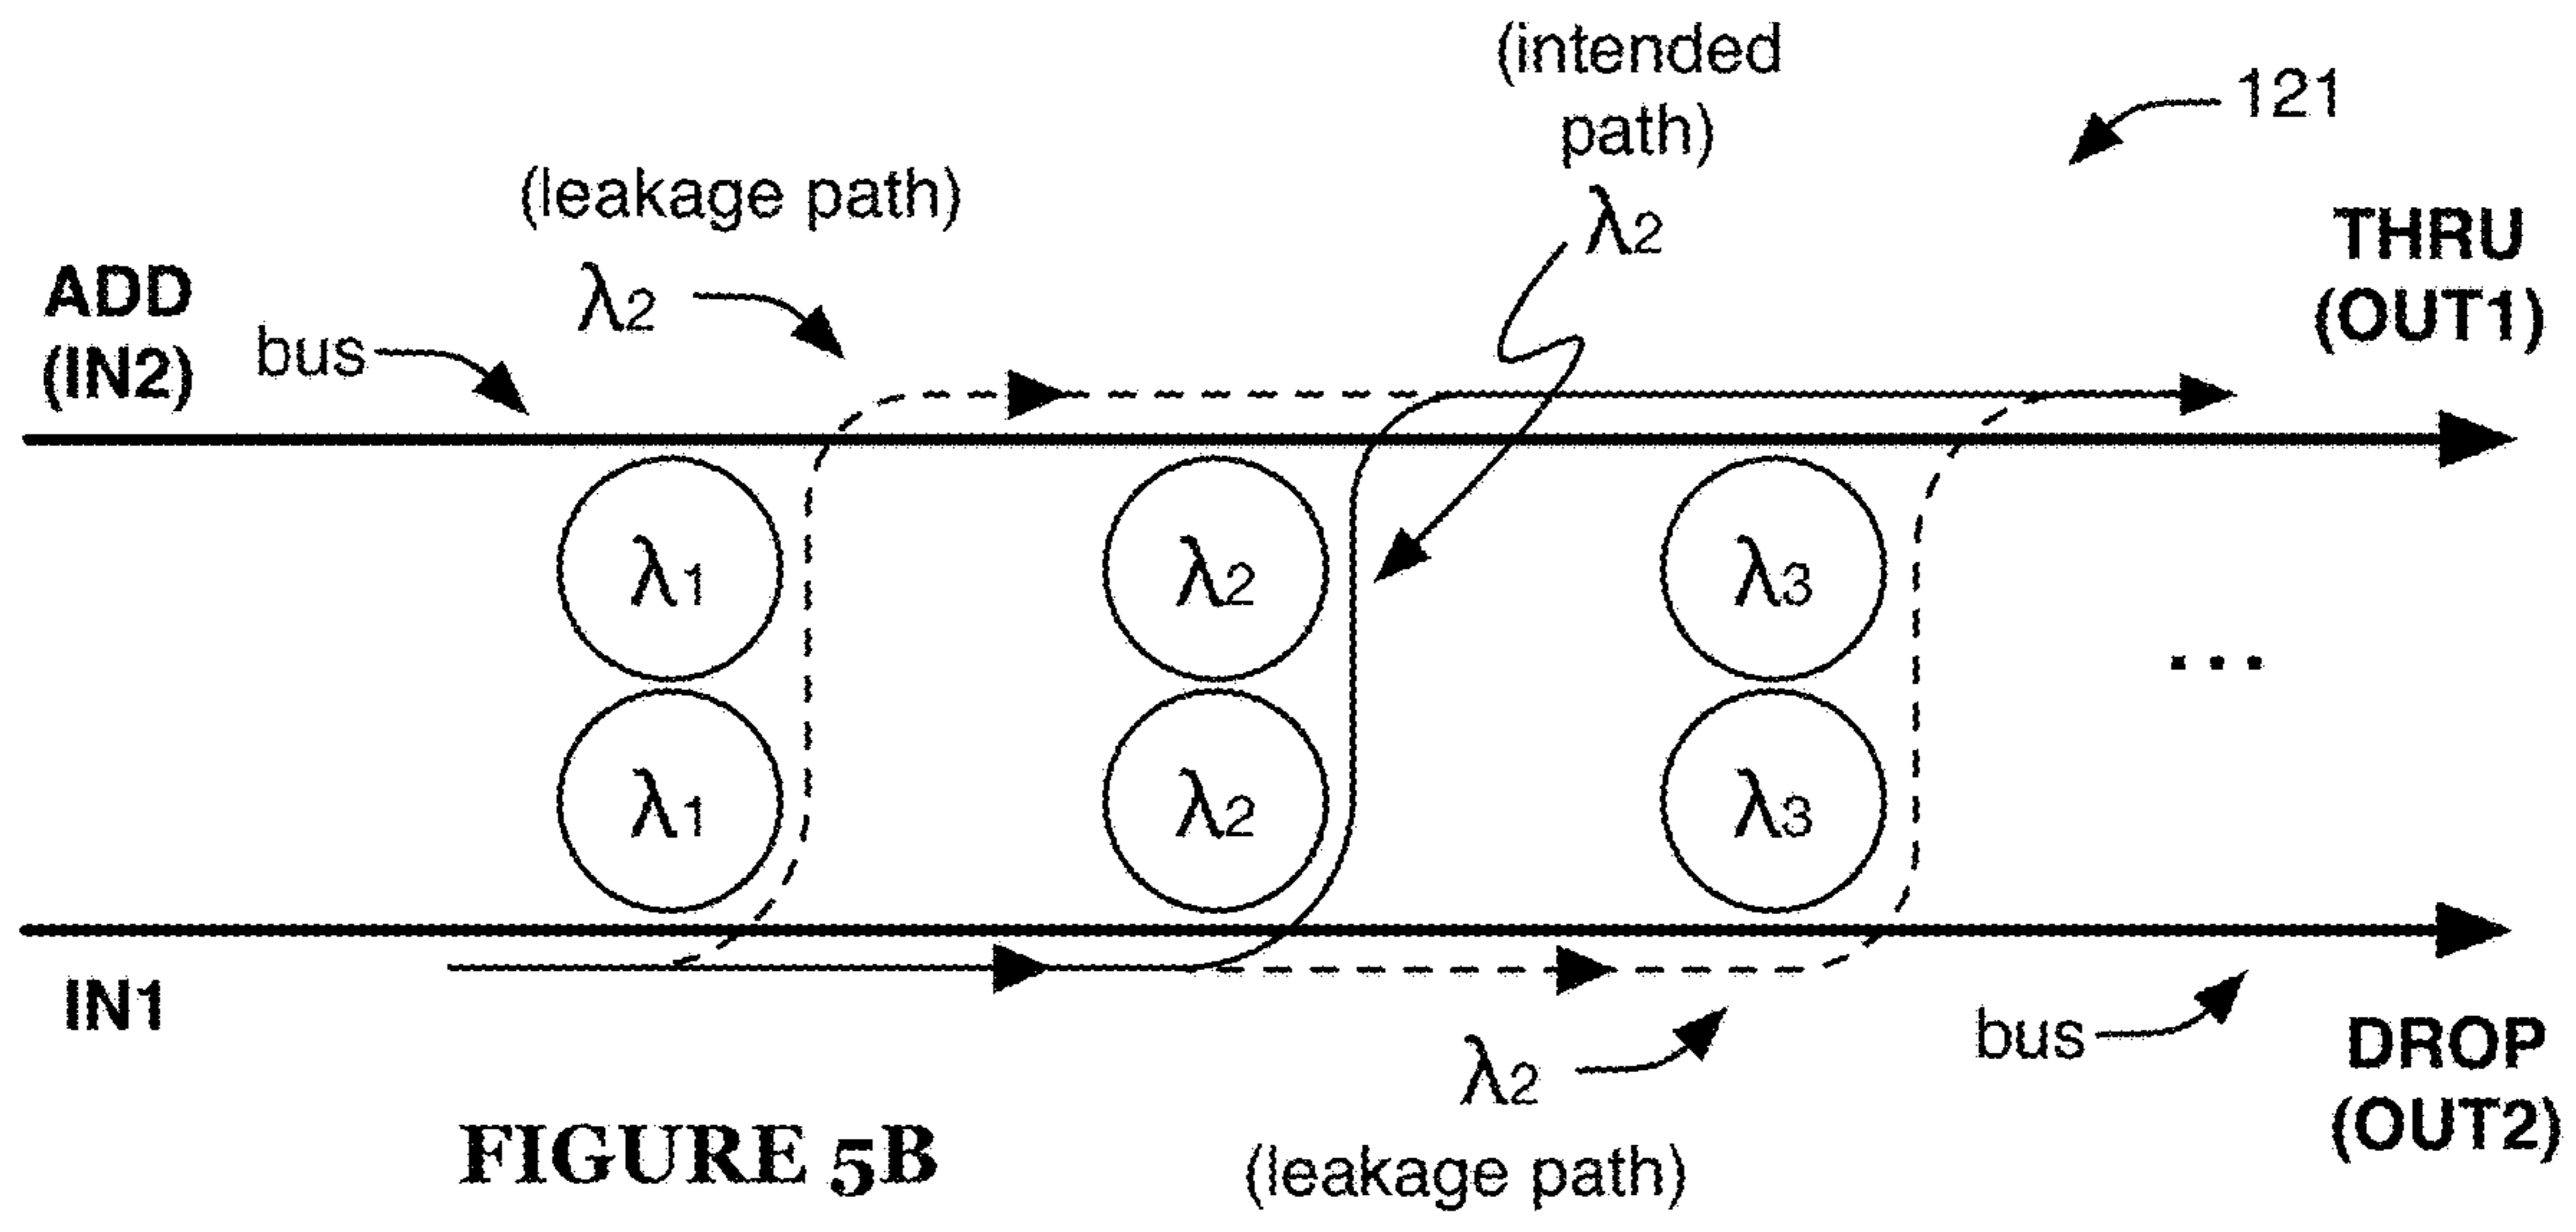 (intended
path)
λ2
121
(leakage path)
λ2
THRU
(OUT1)
ADD
(IN2)
bus
λ1
λ2
λ3
...
λ1
λ2
λ3
IN1
λ2
(leakage path)
bus
DROP
(OUT2)
FIGURE 5B